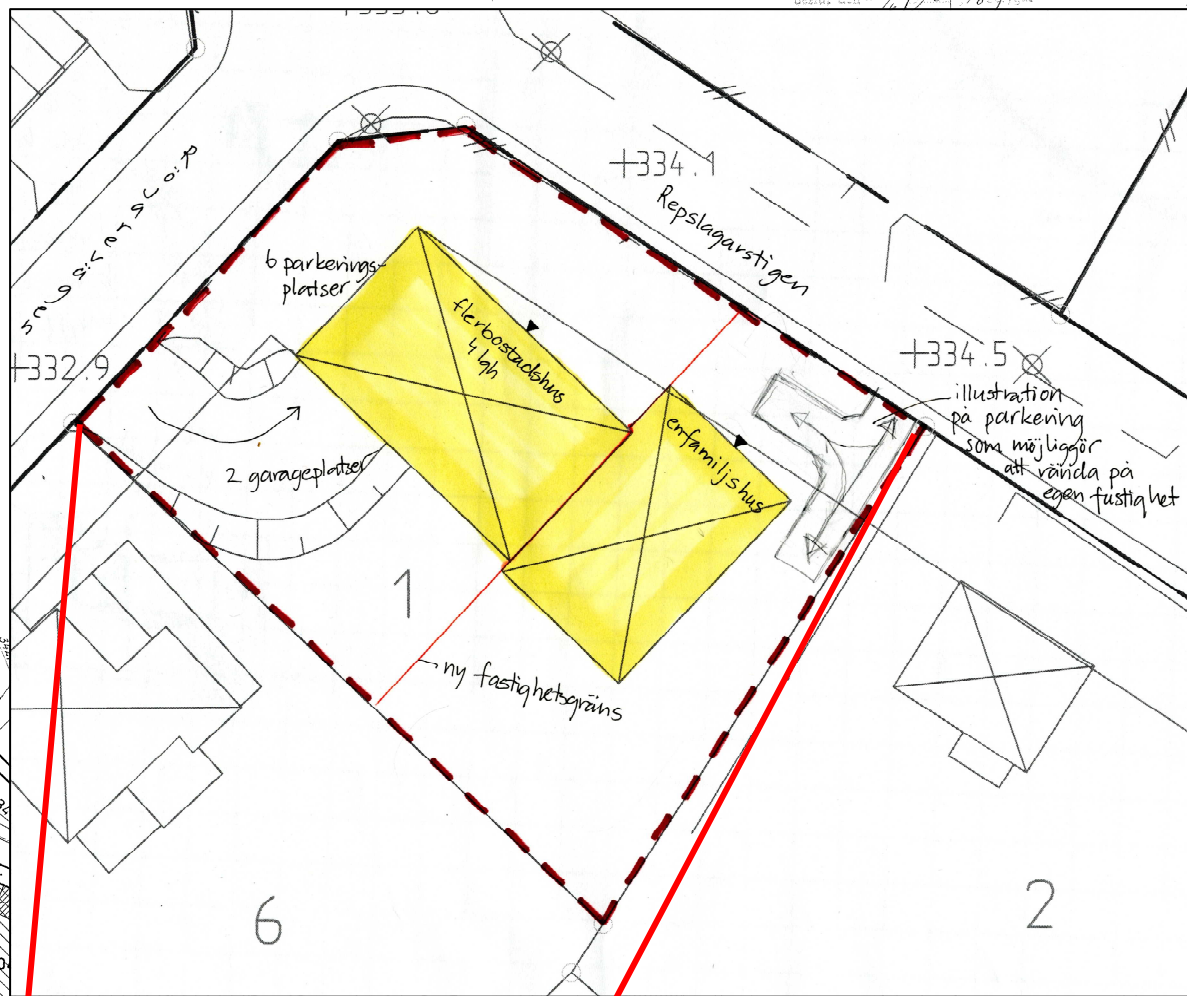 +334.1
Repslagarstigen
Rövarevägen
6 parkerings-
platser
flerbostadshus
4 lgh
+332.9
+334.5
illustration
på parkering
som möjliggör
att vända på
egen fastighet
enfamiljshus
2 garageplatser
1
ny fastighetsgräns
6
2